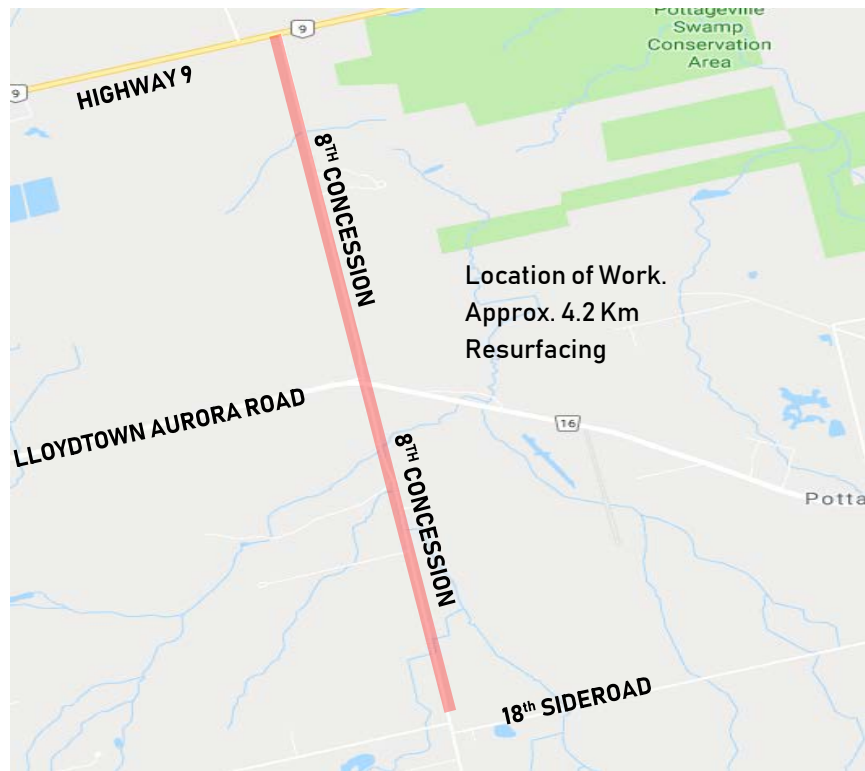 Pottageville
Swamp
Conservation
Area
9
HIGHWAY 9
9
8TH CONCESSION
Location of Work.
Approx. 4.2 Km
Resurfacing
LLOYDTOWN AURORA ROAD
16
8TH CONCESSION
Potta
18th SIDEROAD